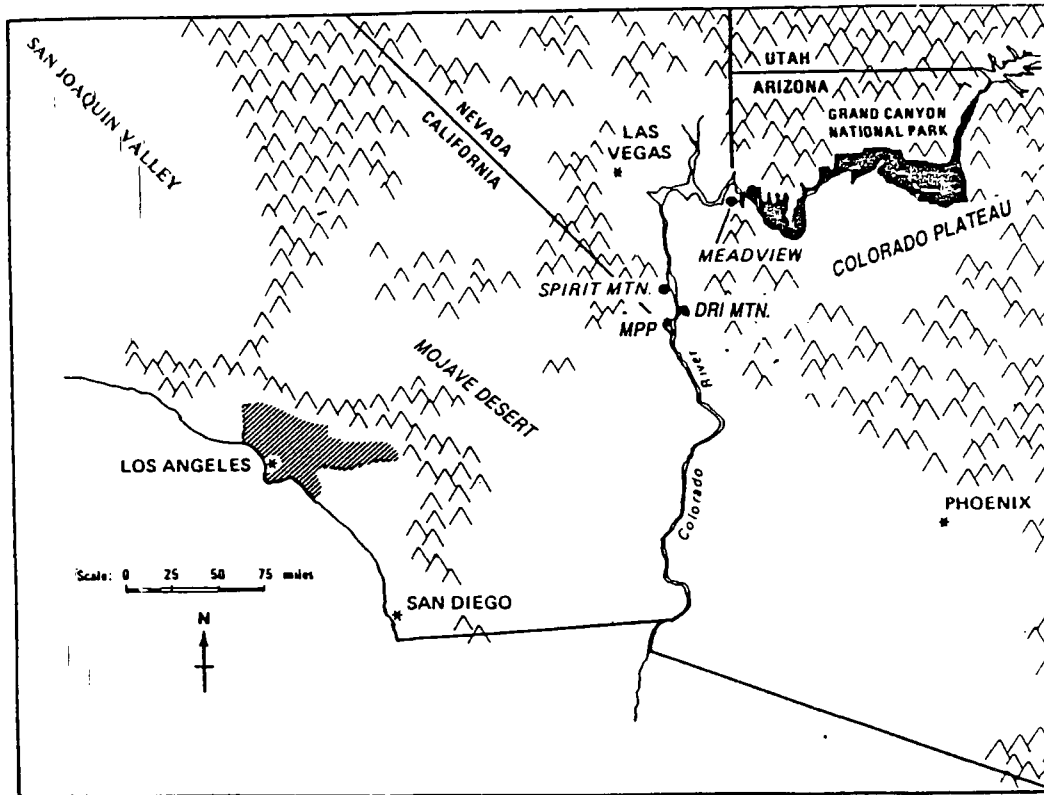 SAN JOAQUIN VALLEY
NEVADA
CALIFORNIA
UTAH
ARIZONA
GRAND CANYON
NATIONAL PARK
LAS
VEGAS
*
MEADVIEW
COLORADO PLATEAU
SPIRIT MTN.
DRI MTN.
MPP
MOJAVE DESERT
River
Colorado
LOS ANGELES *
PHOENIX
*
Scale: 0 25 50 75 miles
* SAN DIEGO
N